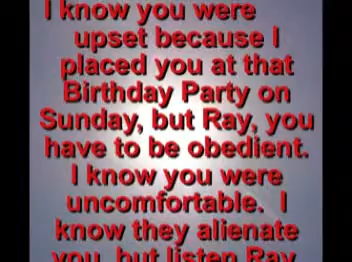 I know you were
upset because I
placed you at that
Birthday Party on
Sunday, but Ray, you
have to be obedient.
I know you were
uncomfortable. I
know they alienate
you, but listen Ray,